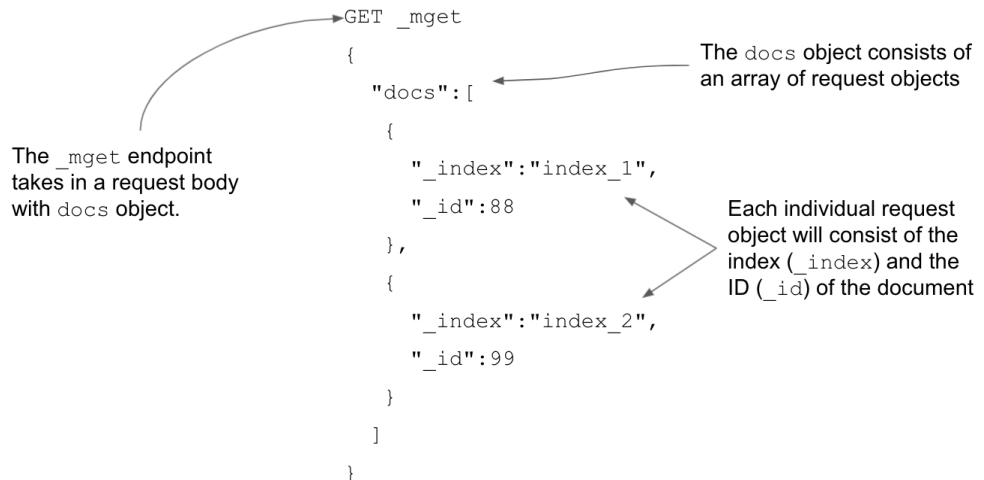 GET _mget
{
"docs":[
{
"_index":"index_1",
"_id":88
},
{
"_index":"index_2",
"_id":99
}
]
}
The docs object consists of
an array of request objects
The _mget endpoint
takes in a request body
with docs object.
Each individual request
object will consist of the
index (_index) and the
ID (_id) of the document